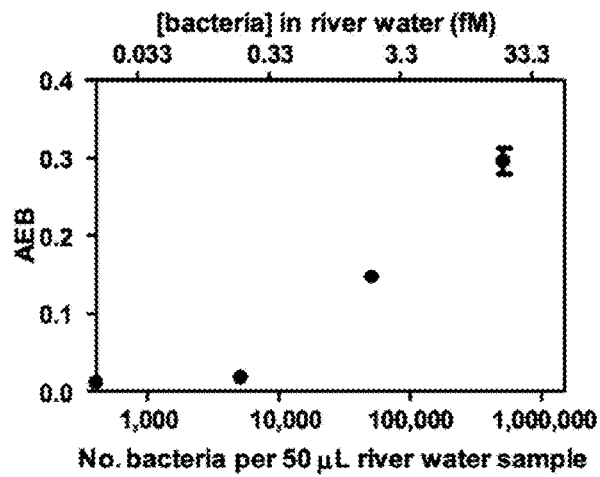 [bacteria] in river water (fM)
0.033 0.33 3.3 33.3
0.4
0.3
0.2
0.1
0.0
AEB
1,000 10,000 100,000 1,000,000
No. bacteria per 50 μL river water sample